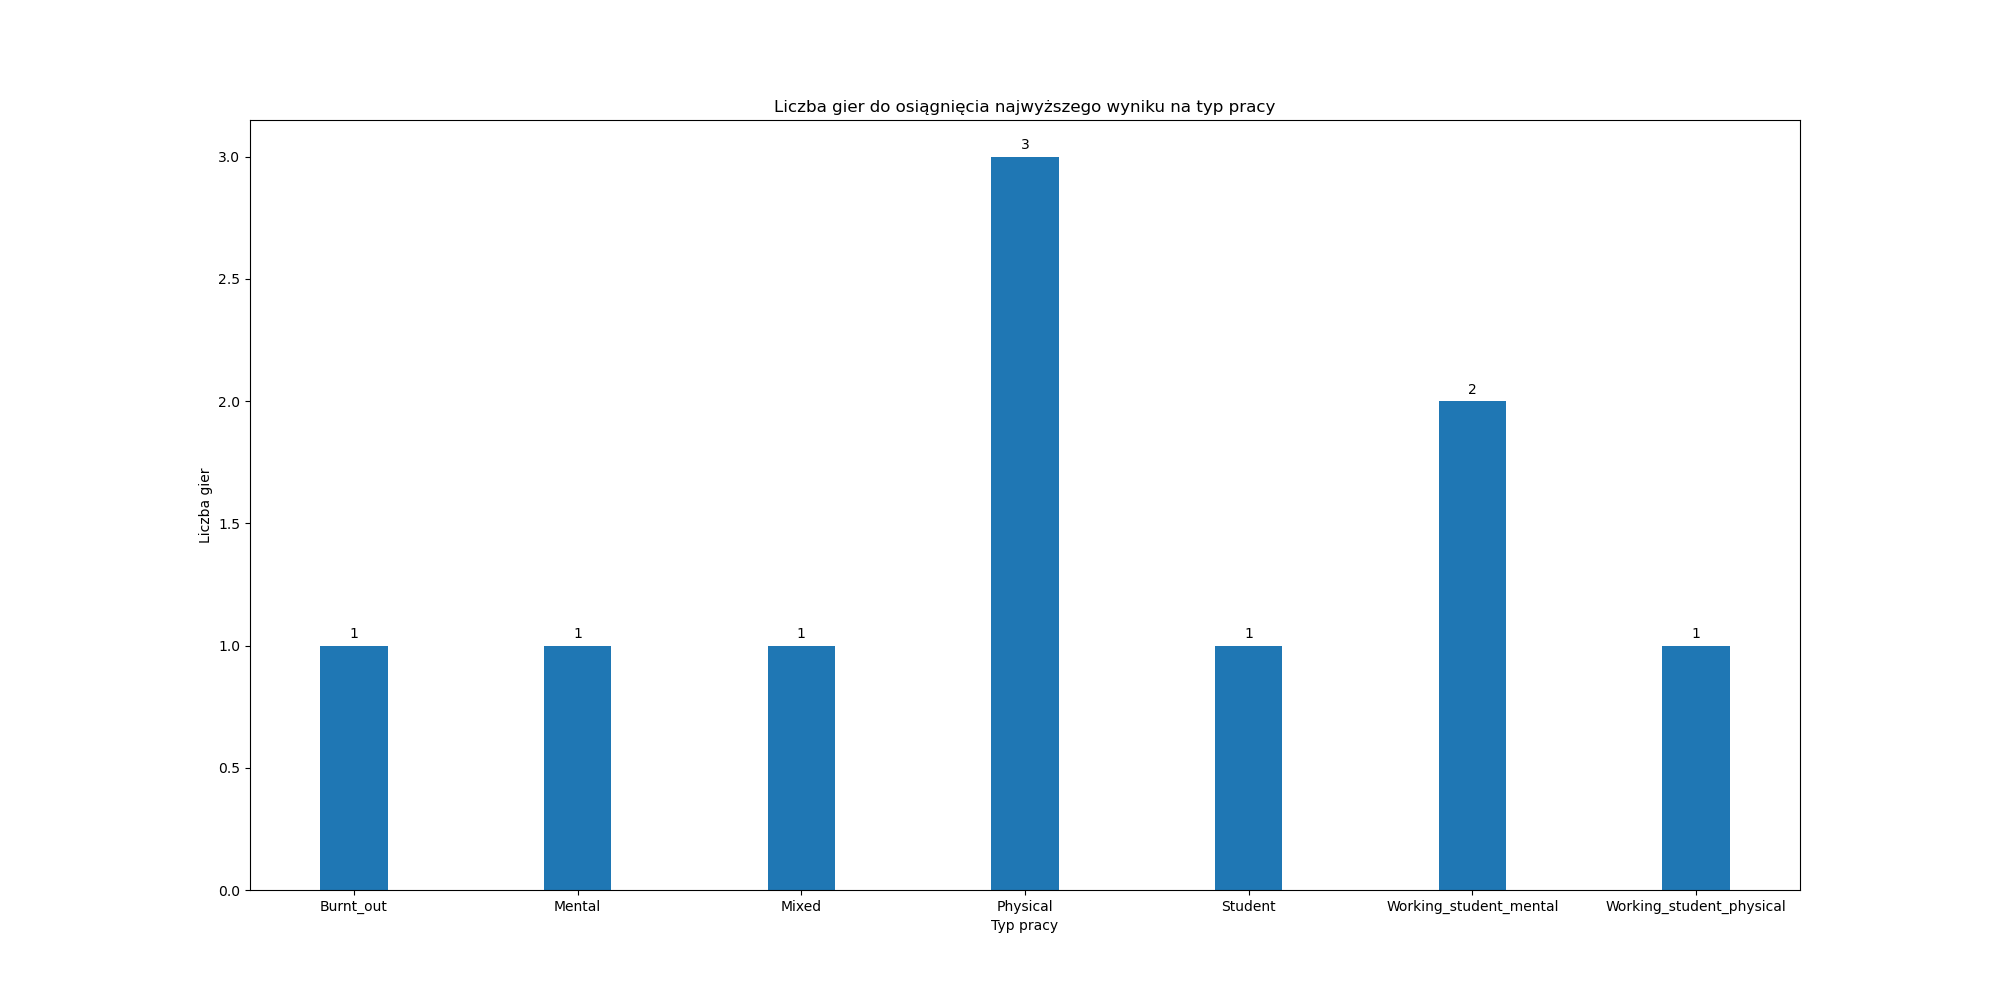 Liczba gier do osiągnięcia najwyższego wyniku na typ pracy
3.0
2.5
2.0
1.5
1.0
0.5
0.0
Liczba gier
1
1
1
3
1
2
1
Burnt_out
Mental
Mixed
Physical
Student
Working_student_mental
Working_student_physical
Typ pracy